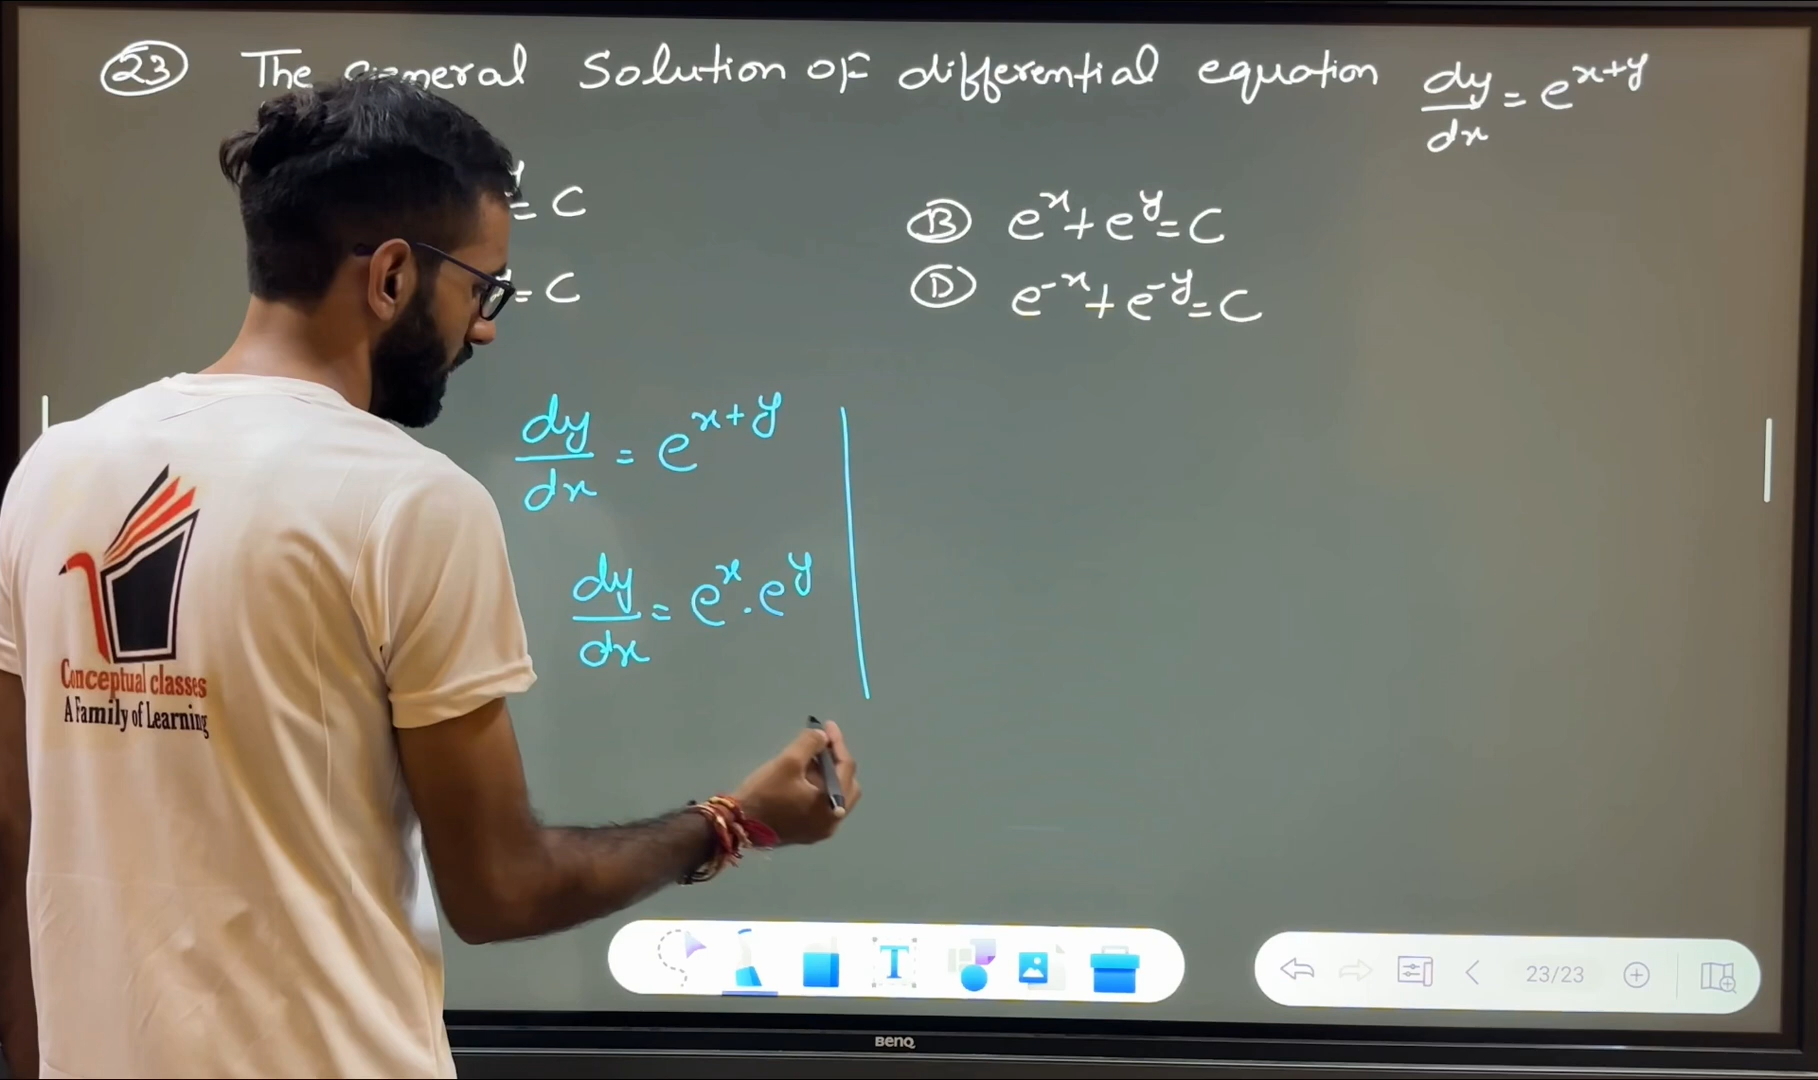 23 The General Solution OF differential equation dy/dx = e^{x+y}
= C
B e^x + e^y = C
= C
D e^{-x} + e^{-y} = C
dy/dx = e^{x+y}
dy/dx = e^x . e^y
Conceptual classes
A Family of Learning
T
23/23
BenQ